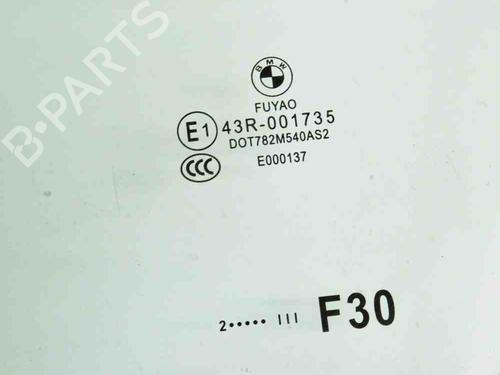 B-PARTS
BMW
FUYAO
E1 43R-001735
DOT782M540AS2
CCC E000137
2••••• III F30